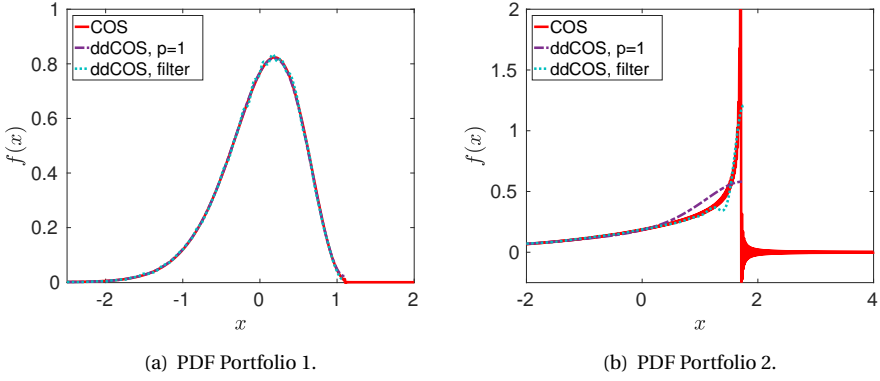 1
0.8
0.6
0.4
0.2
0
f(x)
COS
ddCOS, p=1
ddCOS, filter
-2 -1 0 1 2
x
(a) PDF Portfolio 1.
2
1.5
1
0.5
0
f(x)
COS
ddCOS, p=1
ddCOS, filter
-2 0 2 4
x
(b) PDF Portfolio 2.